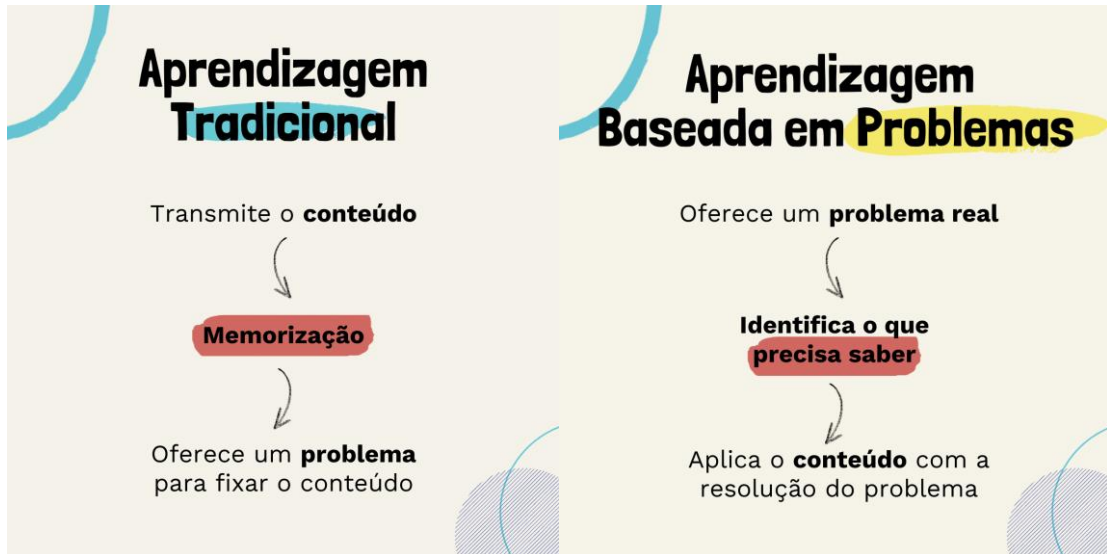 Aprendizagem
Tradicional
Transmite o conteúdo
Memorização
Oferece um problema
para fixar o conteúdo
Aprendizagem
Baseada em Problemas
Oferece um problema real
Identifica o que
precisa saber
Aplica o conteúdo com a
resolução do problema